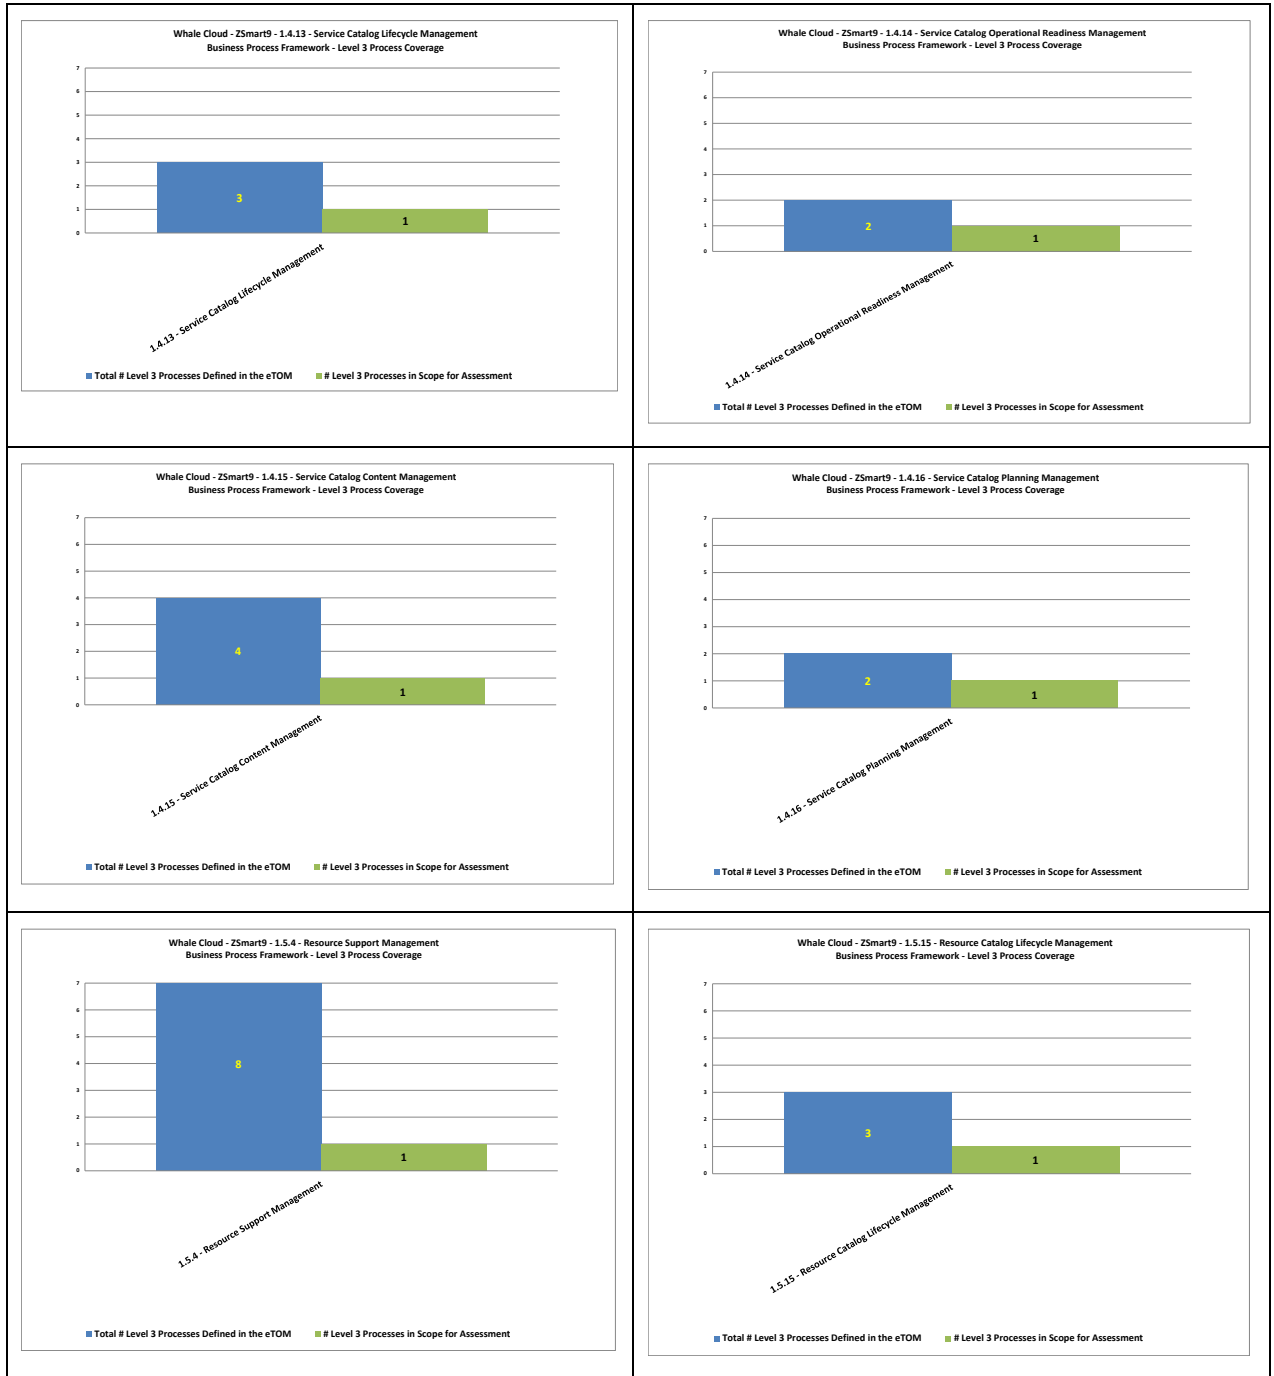 Whale Cloud - ZSmart9 - 1.4.13 - Service Catalog Lifecycle Management
Business Process Framework - Level 3 Process Coverage
7
6
5
4
3
2
1
0
3
1
1.4.13 - Service Catalog Lifecycle Management
Total # Level 3 Processes Defined in the eTOM
# Level 3 Processes in Scope for Assessment
Whale Cloud - ZSmart9 - 1.4.14 - Service Catalog Operational Readiness Management
Business Process Framework - Level 3 Process Coverage
7
6
5
4
3
2
1
0
2
1
1.4.14 - Service Catalog Operational Readiness Management
Total # Level 3 Processes Defined in the eTOM
# Level 3 Processes in Scope for Assessment
Whale Cloud - ZSmart9 - 1.4.15 - Service Catalog Content Management
Business Process Framework - Level 3 Process Coverage
7
6
5
4
3
2
1
0
4
1
1.4.15 - Service Catalog Content Management
Total # Level 3 Processes Defined in the eTOM
# Level 3 Processes in Scope for Assessment
Whale Cloud - ZSmart9 - 1.4.16 - Service Catalog Planning Management
Business Process Framework - Level 3 Process Coverage
7
6
5
4
3
2
1
0
2
1
1.4.16 - Service Catalog Planning Management
Total # Level 3 Processes Defined in the eTOM
# Level 3 Processes in Scope for Assessment
Whale Cloud - ZSmart9 - 1.5.4 - Resource Support Management
Business Process Framework - Level 3 Process Coverage
7
6
5
4
3
2
1
0
8
1
1.5.4 - Resource Support Management
Total # Level 3 Processes Defined in the eTOM
# Level 3 Processes in Scope for Assessment
Whale Cloud - ZSmart9 - 1.5.15 - Resource Catalog Lifecycle Management
Business Process Framework - Level 3 Process Coverage
7
6
5
4
3
2
1
0
3
1
1.5.15 - Resource Catalog Lifecycle Management
Total # Level 3 Processes Defined in the eTOM
# Level 3 Processes in Scope for Assessment